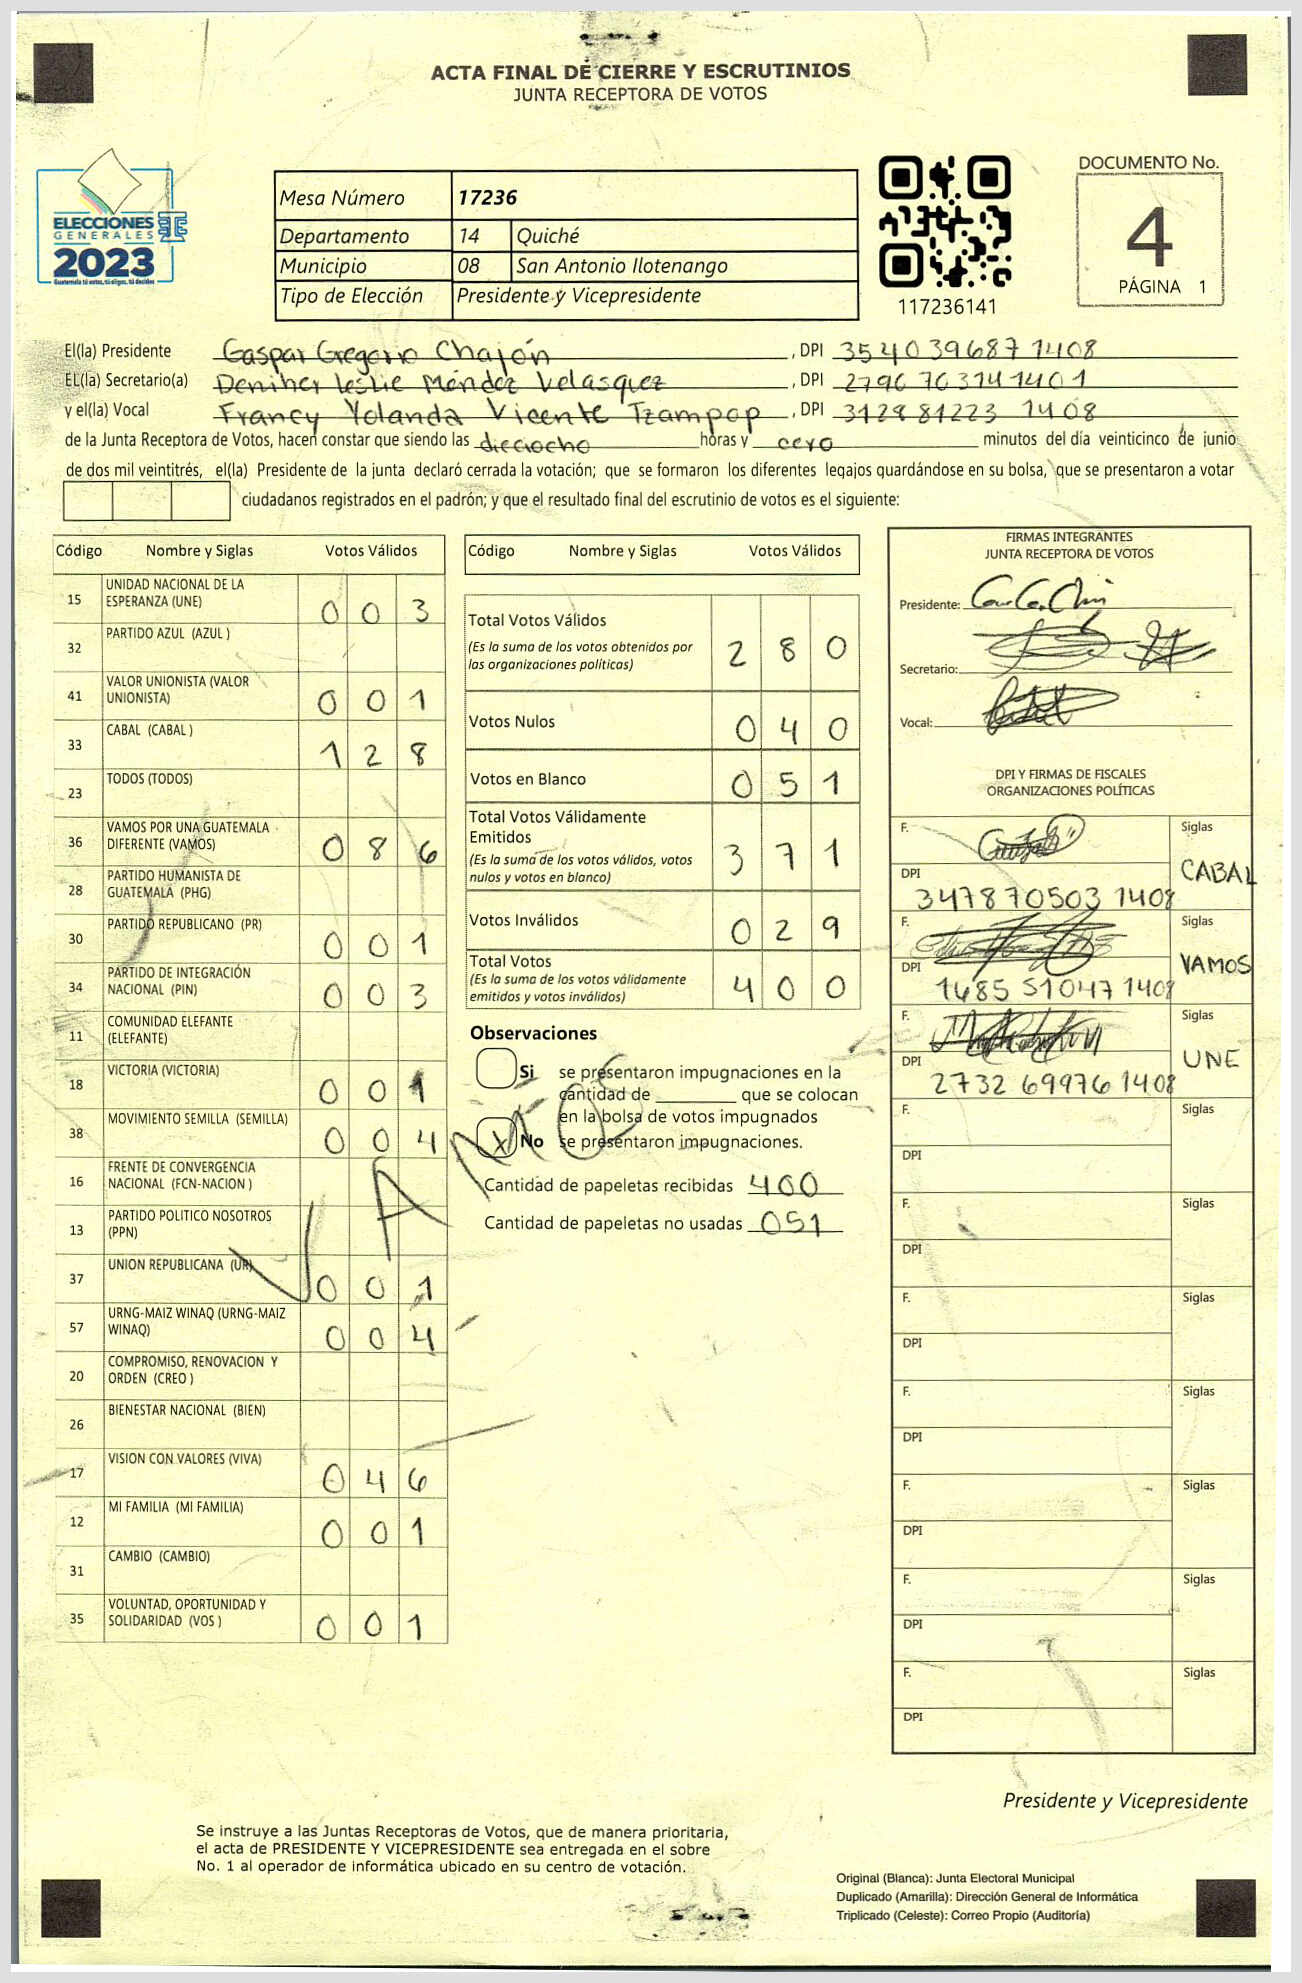 ACTA FINAL DE CIERRE Y ESCRUTINIOS
JUNTA RECEPTORA DE VOTOS
ELECCIONES
GENERALES
2023
Guatemala tú votas, tú eliges, tú decides
Mesa Número 17236
Departamento 14 Quiché
Municipio 08 San Antonio Ilotenango
Tipo de Elección Presidente y Vicepresidente
117236141
DOCUMENTO No.
4
PÁGINA 1
El(la) Presidente Gaspar Gregorio Chajón , DPI 3540396871408
EL(la) Secretario(a) Deniher Leslie Méndez Velasquez , DPI 2790703141401
y el(la) Vocal Francy Yolanda Vicente Tzampop , DPI 312881223 1408
de la Junta Receptora de Votos, hacen constar que siendo las dieciocho horas y cero minutos del día veinticinco de junio
de dos mil veintitrés, el(la) Presidente de la junta declaró cerrada la votación; que se formaron los diferentes legajos guardándose en su bolsa, que se presentaron a votar
ciudadanos registrados en el padrón; y que el resultado final del escrutinio de votos es el siguiente:
Código Nombre y Siglas Votos Válidos
15 UNIDAD NACIONAL DE LA ESPERANZA (UNE) 0 0 3
32 PARTIDO AZUL (AZUL )
41 VALOR UNIONISTA (VALOR UNIONISTA) 0 0 1
33 CABAL (CABAL ) 1 2 8
23 TODOS (TODOS)
36 VAMOS POR UNA GUATEMALA DIFERENTE (VAMOS) 0 8 6
28 PARTIDO HUMANISTA DE GUATEMALA (PHG)
30 PARTIDO REPUBLICANO (PR) 0 0 1
34 PARTIDO DE INTEGRACIÓN NACIONAL (PIN) 0 0 3
11 COMUNIDAD ELEFANTE (ELEFANTE)
18 VICTORIA (VICTORIA) 0 0 1
38 MOVIMIENTO SEMILLA (SEMILLA) 0 0 4
16 FRENTE DE CONVERGENCIA NACIONAL (FCN-NACION )
13 PARTIDO POLITICO NOSOTROS (PPN)
37 UNION REPUBLICANA (UR) 0 0 1
57 URNG-MAIZ WINAQ (URNG-MAIZ WINAQ) 0 0 4
20 COMPROMISO, RENOVACION Y ORDEN (CREO )
26 BIENESTAR NACIONAL (BIEN)
17 VISION CON VALORES (VIVA) 0 4 6
12 MI FAMILIA (MI FAMILIA) 0 0 1
31 CAMBIO (CAMBIO)
35 VOLUNTAD, OPORTUNIDAD Y SOLIDARIDAD (VOS ) 0 0 1
VAMOS
Código Nombre y Siglas Votos Válidos
Total Votos Válidos 2 8 0
(Es la suma de los votos obtenidos por
las organizaciones políticas)
Votos Nulos 0 4 0
Votos en Blanco 0 5 1
Total Votos Válidamente
Emitidos 3 7 1
(Es la suma de los votos válidos, votos
nulos y votos en blanco)
Votos Inválidos 0 2 9
Total Votos 4 0 0
(Es la suma de los votos válidamente
emitidos y votos inválidos)
Observaciones
Si se presentaron impugnaciones en la
cantidad de ________ que se colocan
en la bolsa de votos impugnados
X No se presentaron impugnaciones.
Cantidad de papeletas recibidas 400
Cantidad de papeletas no usadas 051
FIRMAS INTEGRANTES
JUNTA RECEPTORA DE VOTOS
Presidente:
Secretario:
Vocal:
DPI Y FIRMAS DE FISCALES
ORGANIZACIONES POLÍTICAS
F. Siglas
CABAL
DPI
347870503 1408
F. Siglas
VAMOS
DPI
1685 51047 1408
F. Siglas
UNE
DPI
2732 69976 1408
F. Siglas
DPI
F. Siglas
DPI
F. Siglas
DPI
F. Siglas
DPI
F. Siglas
DPI
F. Siglas
DPI
F. Siglas
DPI
Presidente y Vicepresidente
Se instruye a las Juntas Receptoras de Votos, que de manera prioritaria,
el acta de PRESIDENTE Y VICEPRESIDENTE sea entregada en el sobre
No. 1 al operador de informática ubicado en su centro de votación.
Original (Blanca): Junta Electoral Municipal
Duplicado (Amarilla): Dirección General de Informática
Triplicado (Celeste): Correo Propio (Auditoría)